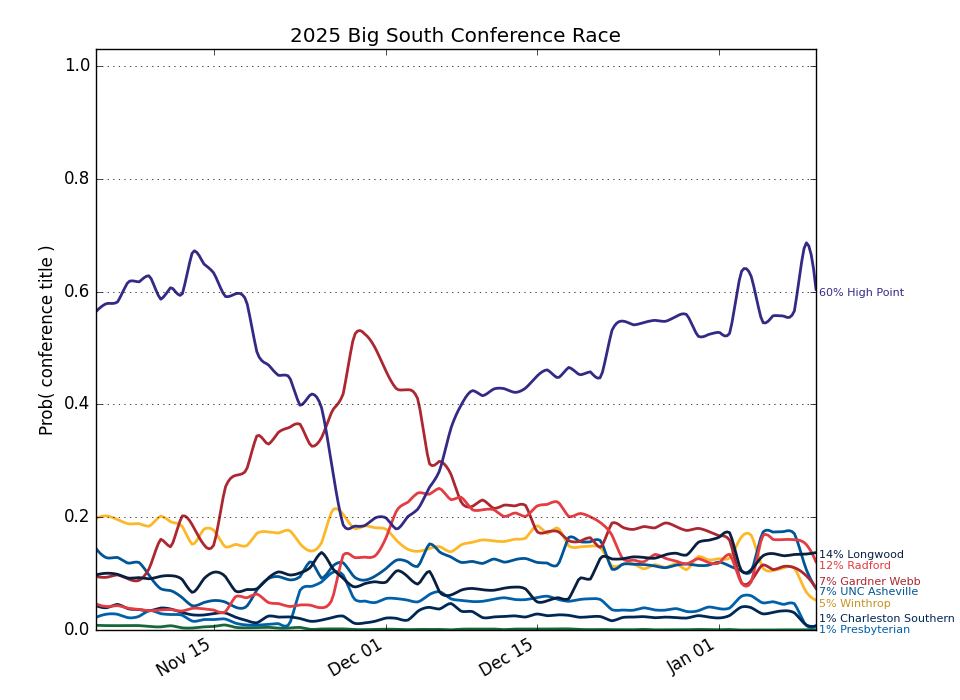 2025 Big South Conference Race
Prob( conference title )
1.0
0.8
0.6
0.4
0.2
0.0
Nov 15
Dec 01
Dec 15
Jan 01
60% High Point
14% Longwood
12% Radford
7% Gardner Webb
7% UNC Asheville
5% Winthrop
1% Charleston Southern
1% Presbyterian